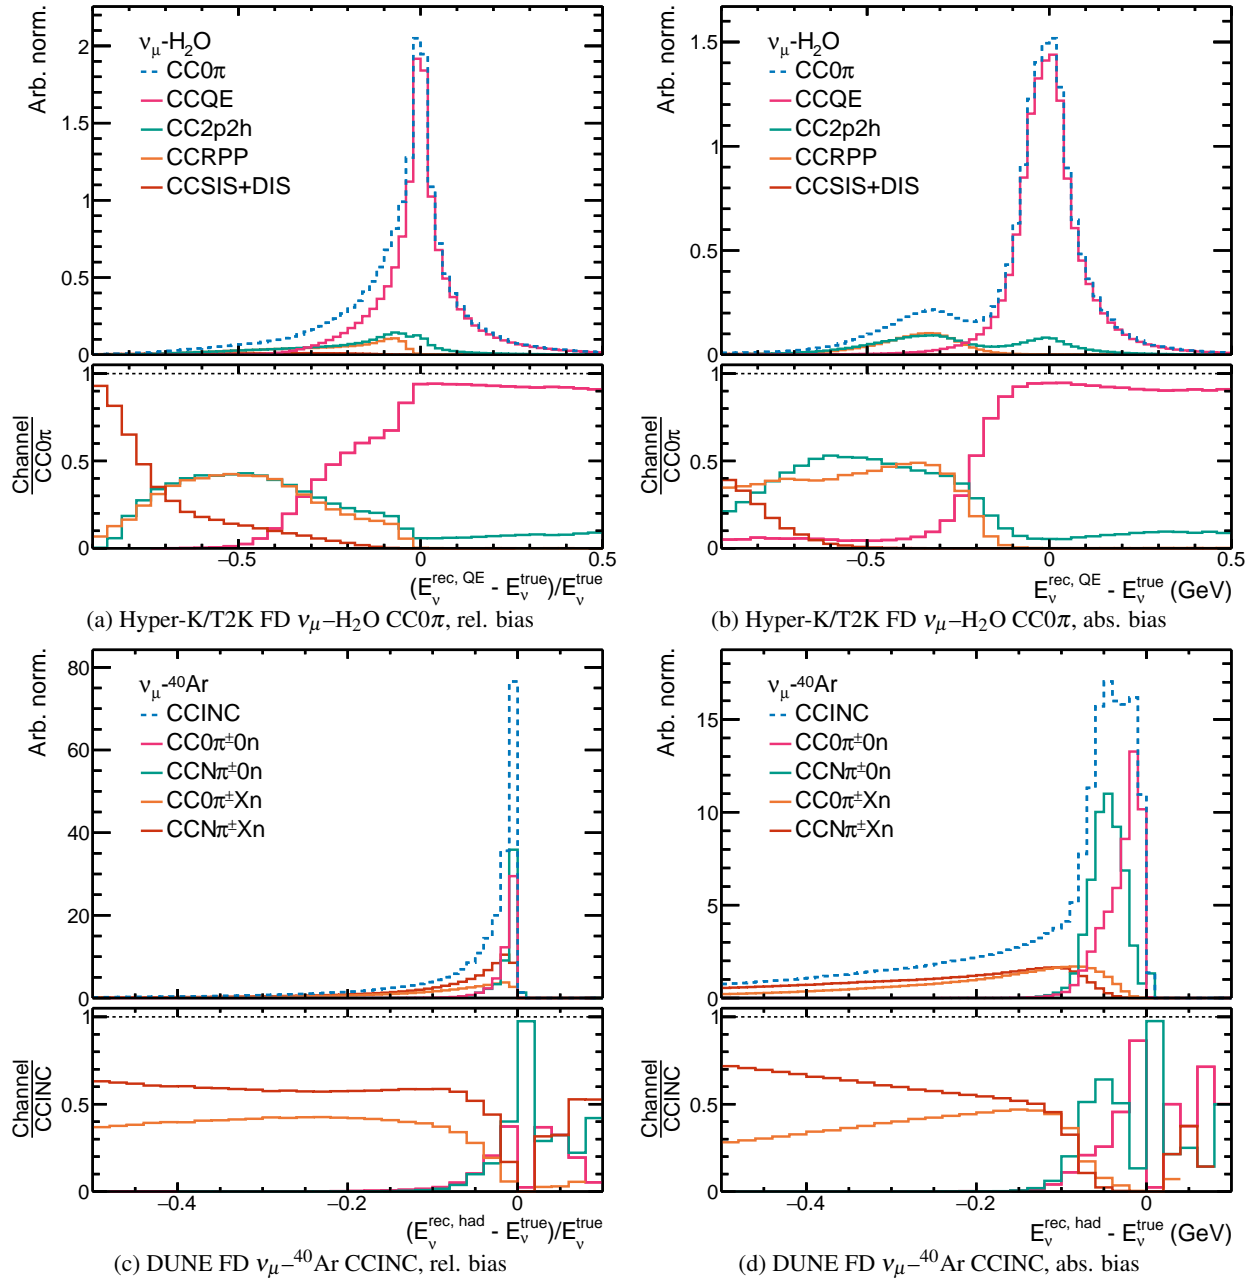 Arb. norm.
2
1.5
1
0.5
0
ν_μ-H₂O
CC0π
CCQE
CC2p2h
CCRPP
CCSIS+DIS
Channel
CC0π
1
0.5
0
−0.5 0 0.5
(E_ν^rec, QE - E_ν^true)/E_ν^true
(a) Hyper-K/T2K FD ν_μ–H₂O CC0π, rel. bias
Arb. norm.
1.5
1
0.5
0
ν_μ-H₂O
CC0π
CCQE
CC2p2h
CCRPP
CCSIS+DIS
Channel
CC0π
1
0.5
0
−0.5 0 0.5
E_ν^rec, QE - E_ν^true (GeV)
(b) Hyper-K/T2K FD ν_μ–H₂O CC0π, abs. bias
Arb. norm.
80
60
40
20
0
ν_μ-⁴⁰Ar
CCINC
CC0π±0n
CCNπ±0n
CC0π±Xn
CCNπ±Xn
Channel
CCINC
1
0.5
0
−0.4 −0.2 0
(E_ν^rec, had - E_ν^true)/E_ν^true
(c) DUNE FD ν_μ–⁴⁰Ar CCINC, rel. bias
Arb. norm.
15
10
5
0
ν_μ-⁴⁰Ar
CCINC
CC0π±0n
CCNπ±0n
CC0π±Xn
CCNπ±Xn
Channel
CCINC
1
0.5
0
−0.4 −0.2 0
E_ν^rec, had - E_ν^true (GeV)
(d) DUNE FD ν_μ–⁴⁰Ar CCINC, abs. bias